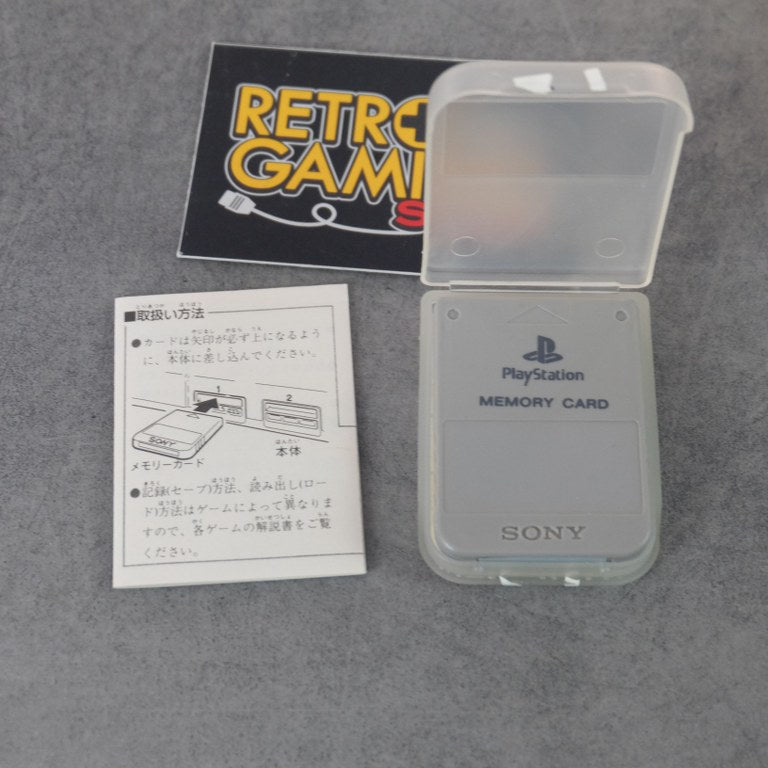 RETRO
GAM
S
■取扱い方法
●カードは矢印が必ず上になるよう
に、本体に差し込んでください。
1
2
SONY
本体
メモリーカード
●記録(セーブ)方法、読み出し(ロー
ド)方法はゲームによって異なりま
すので、各ゲームの解説書をご覧
ください。
PlayStation
MEMORY CARD
SONY